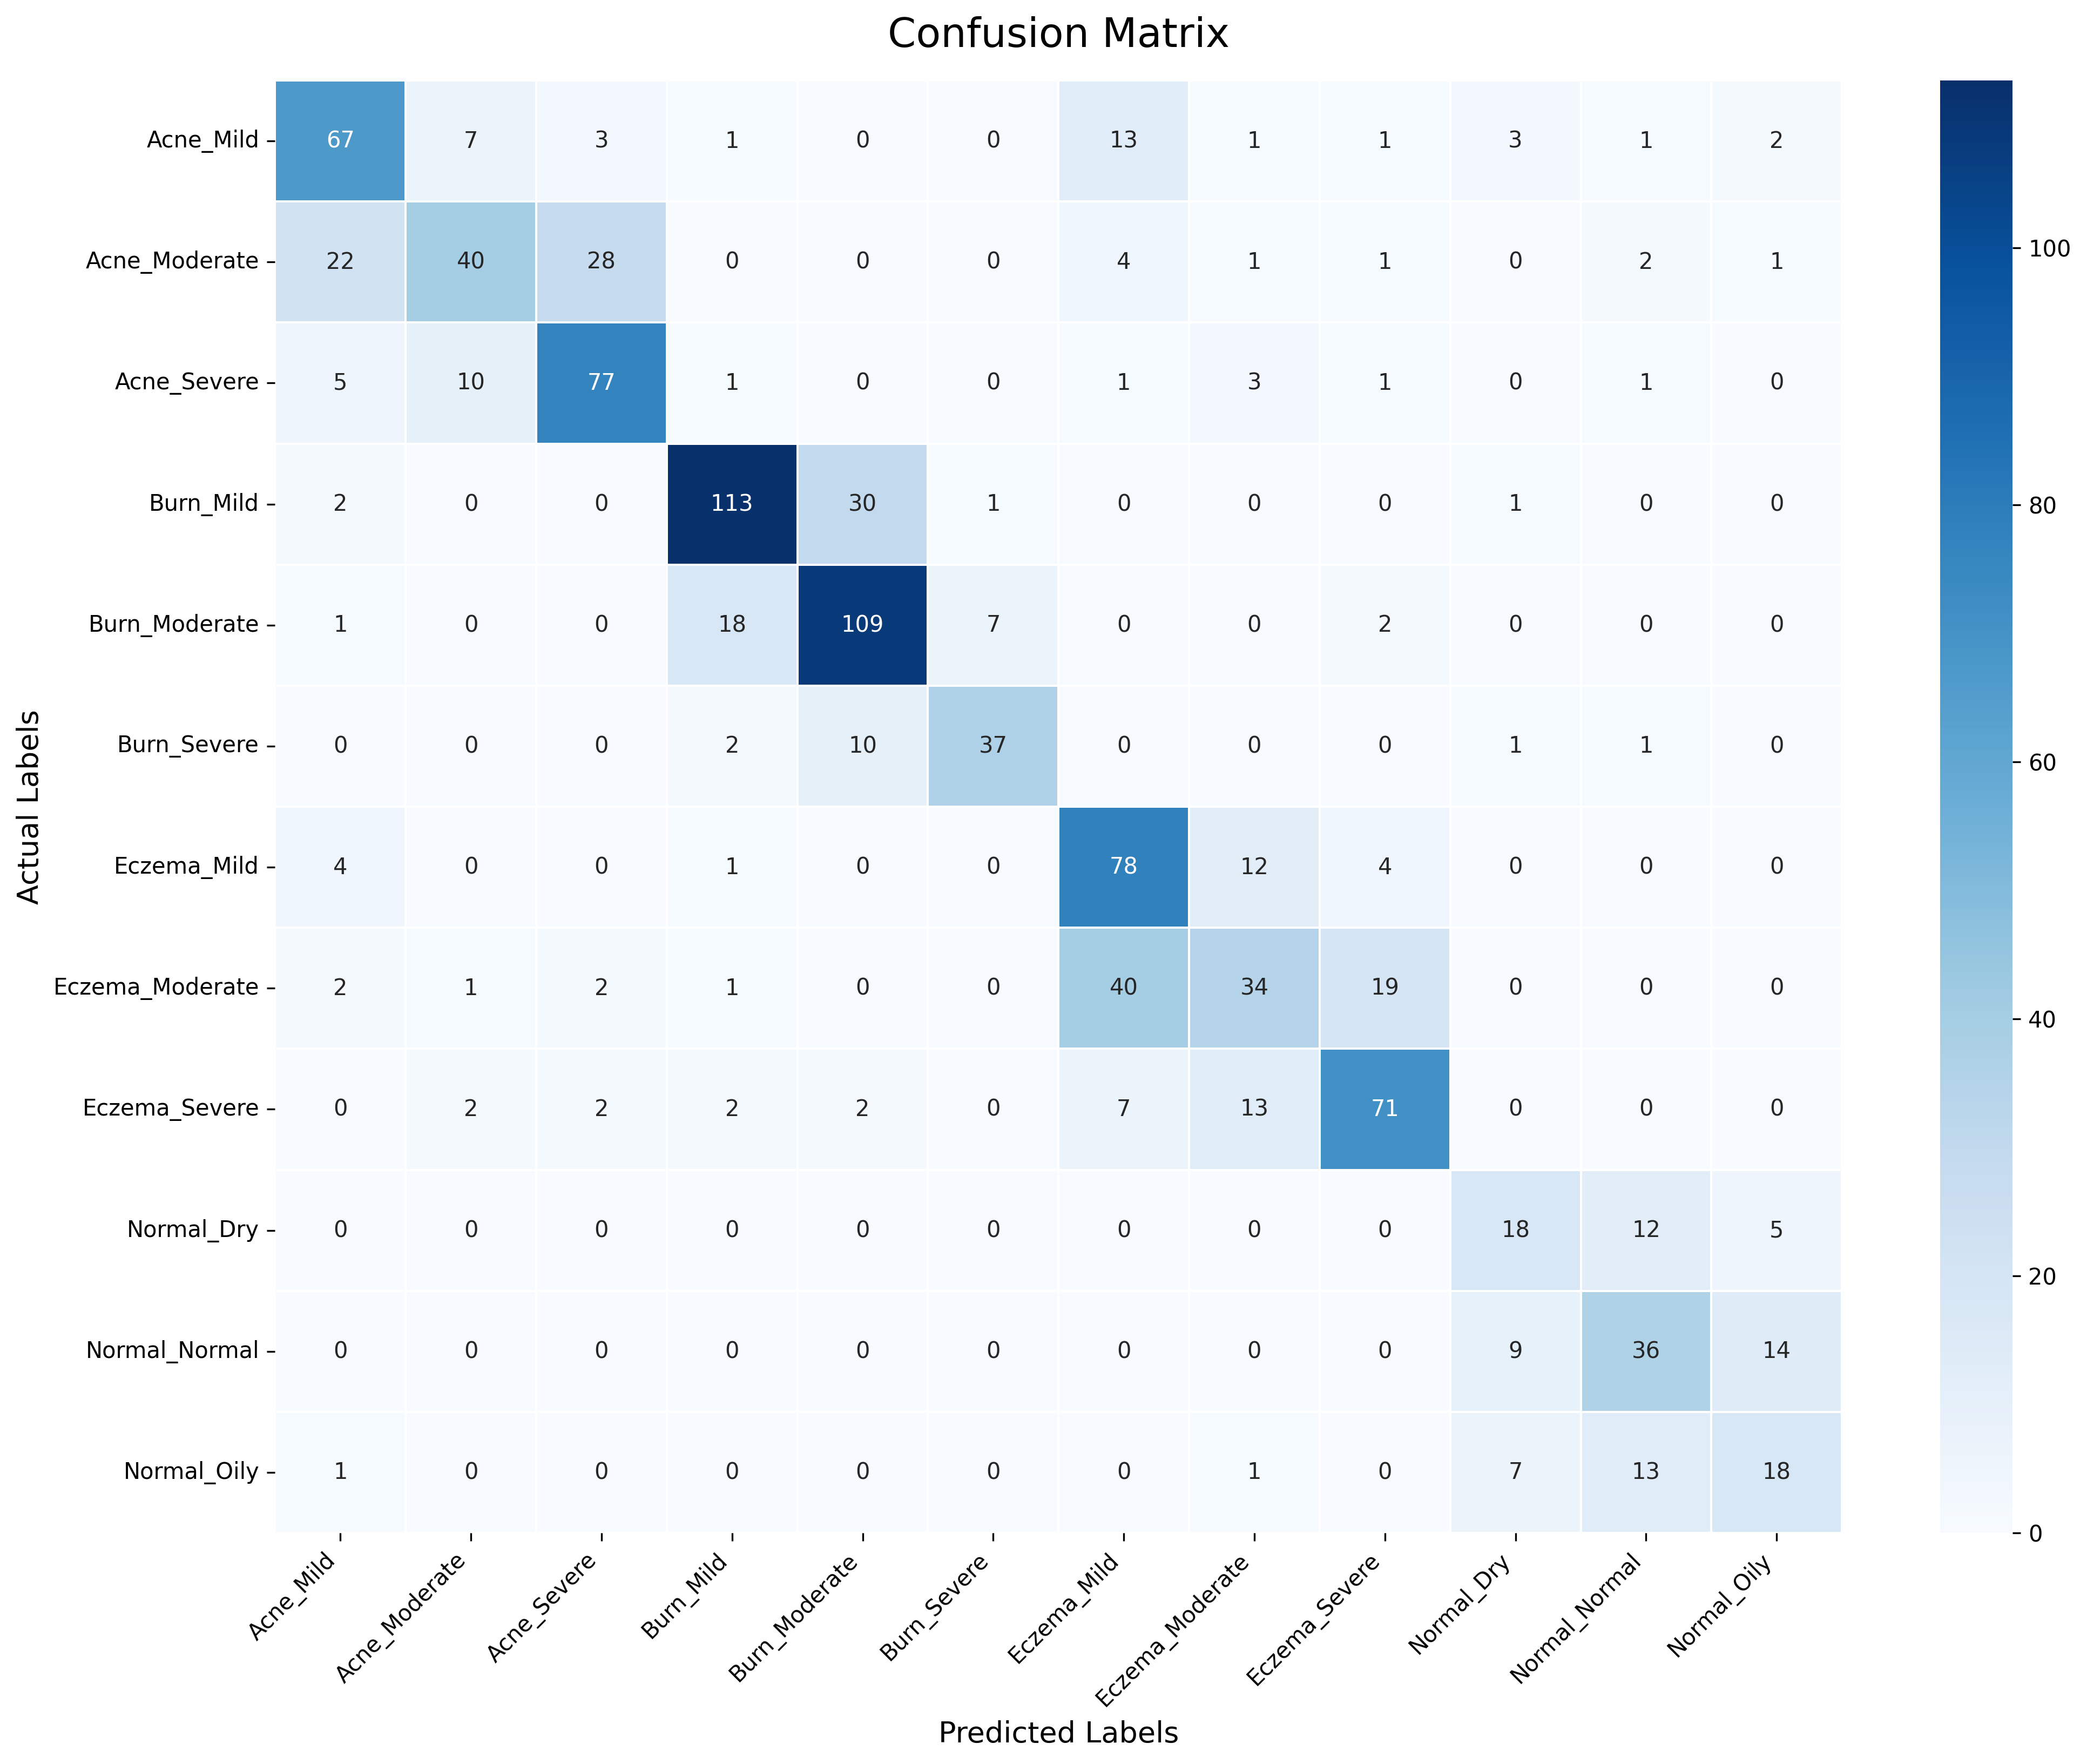 Confusion Matrix
Actual Labels
Acne_Mild 67 7 3 1 0 0 13 1 1 3 1 2
Acne_Moderate 22 40 28 0 0 0 4 1 1 0 2 1
Acne_Severe 5 10 77 1 0 0 1 3 1 0 1 0
Burn_Mild 2 0 0 113 30 1 0 0 0 1 0 0
Burn_Moderate 1 0 0 18 109 7 0 0 2 0 0 0
Burn_Severe 0 0 0 2 10 37 0 0 0 1 1 0
Eczema_Mild 4 0 0 1 0 0 78 12 4 0 0 0
Eczema_Moderate 2 1 2 1 0 0 40 34 19 0 0 0
Eczema_Severe 0 2 2 2 2 0 7 13 71 0 0 0
Normal_Dry 0 0 0 0 0 0 0 0 0 18 12 5
Normal_Normal 0 0 0 0 0 0 0 0 0 9 36 14
Normal_Oily 1 0 0 0 0 0 0 1 0 7 13 18
Acne_Mild Acne_Moderate Acne_Severe Burn_Mild Burn_Moderate Burn_Severe Eczema_Mild Eczema_Moderate Eczema_Severe Normal_Dry Normal_Normal Normal_Oily
Predicted Labels
100
80
60
40
20
0